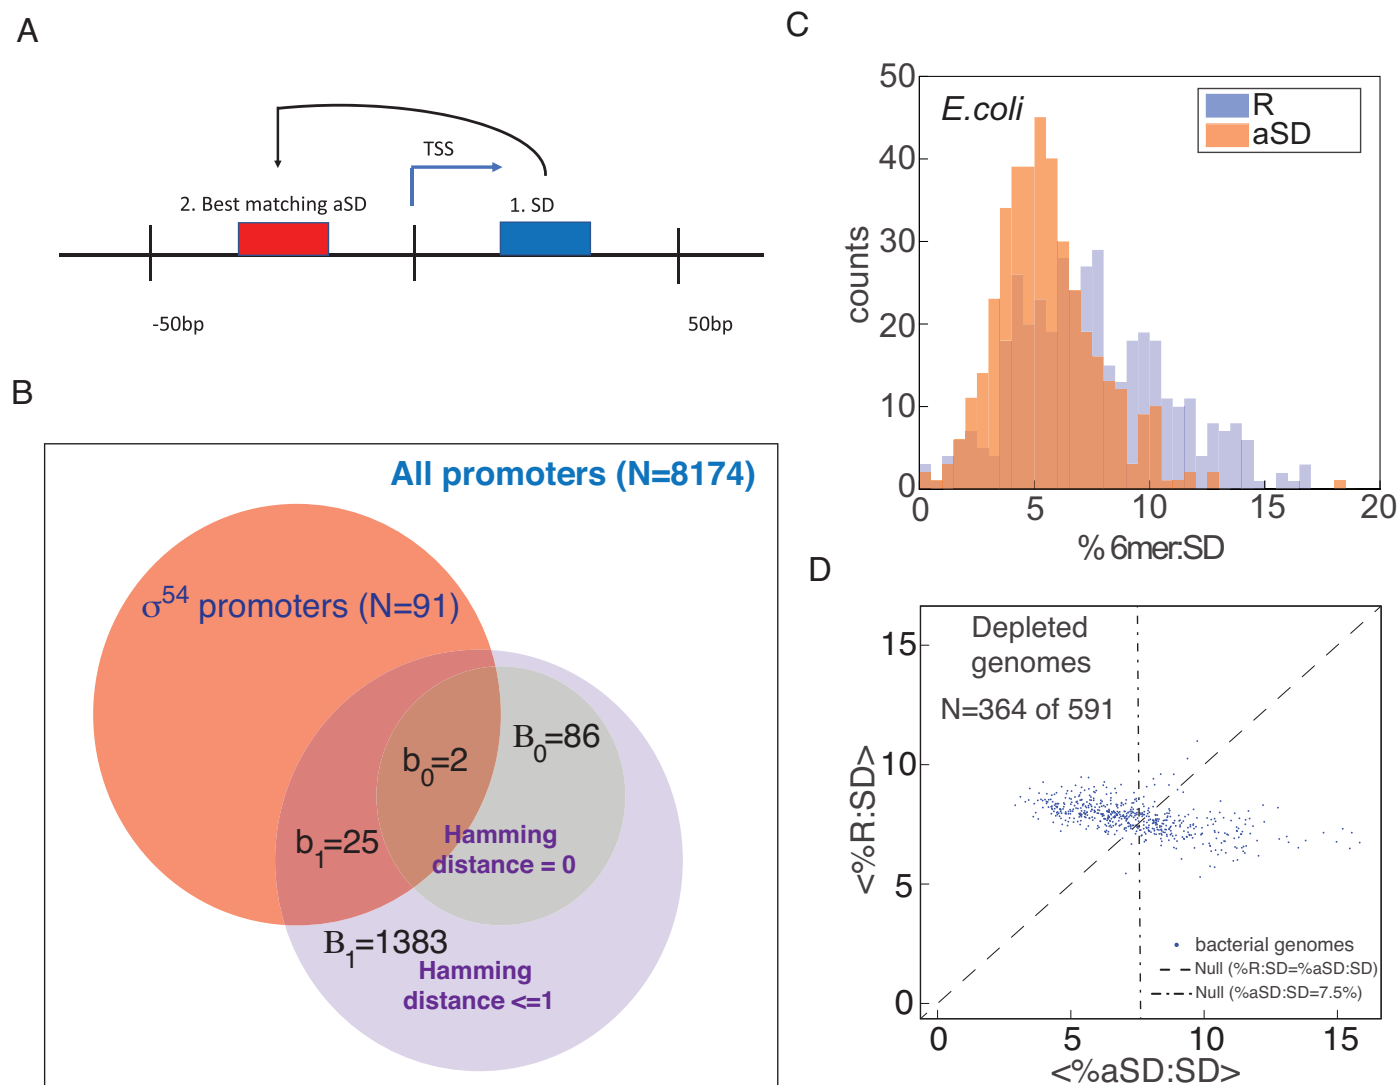 A
TSS
2. Best matching aSD
1. SD
-50bp
50bp
B
All promoters (N=8174)
σ54 promoters (N=91)
B0=86
b0=2
b1=25
Hamming
distance = 0
B1=1383
Hamming
distance <=1
C
50
40
30
20
10
0
counts
E.coli
R
aSD
0
5
10
15
20
% 6mer:SD
D
Depleted
genomes
N=364 of 591
15
10
5
0
<%R:SD>
bacterial genomes
Null (%R:SD=%aSD:SD)
Null (%aSD:SD=7.5%)
0
5
10
15
<%aSD:SD>